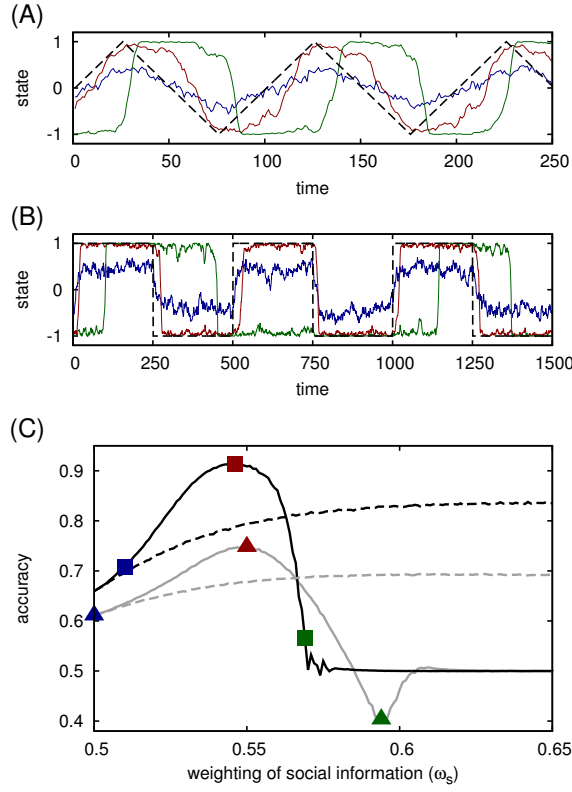 (A)
state
1
0
-1
0 50 100 150 200 250
time
(B)
state
1
0
-1
0 250 500 750 1000 1250 1500
time
(C)
accuracy
0.9
0.8
0.7
0.6
0.5
0.4
0.5 0.55 0.6 0.65
weighting of social information (ωs)